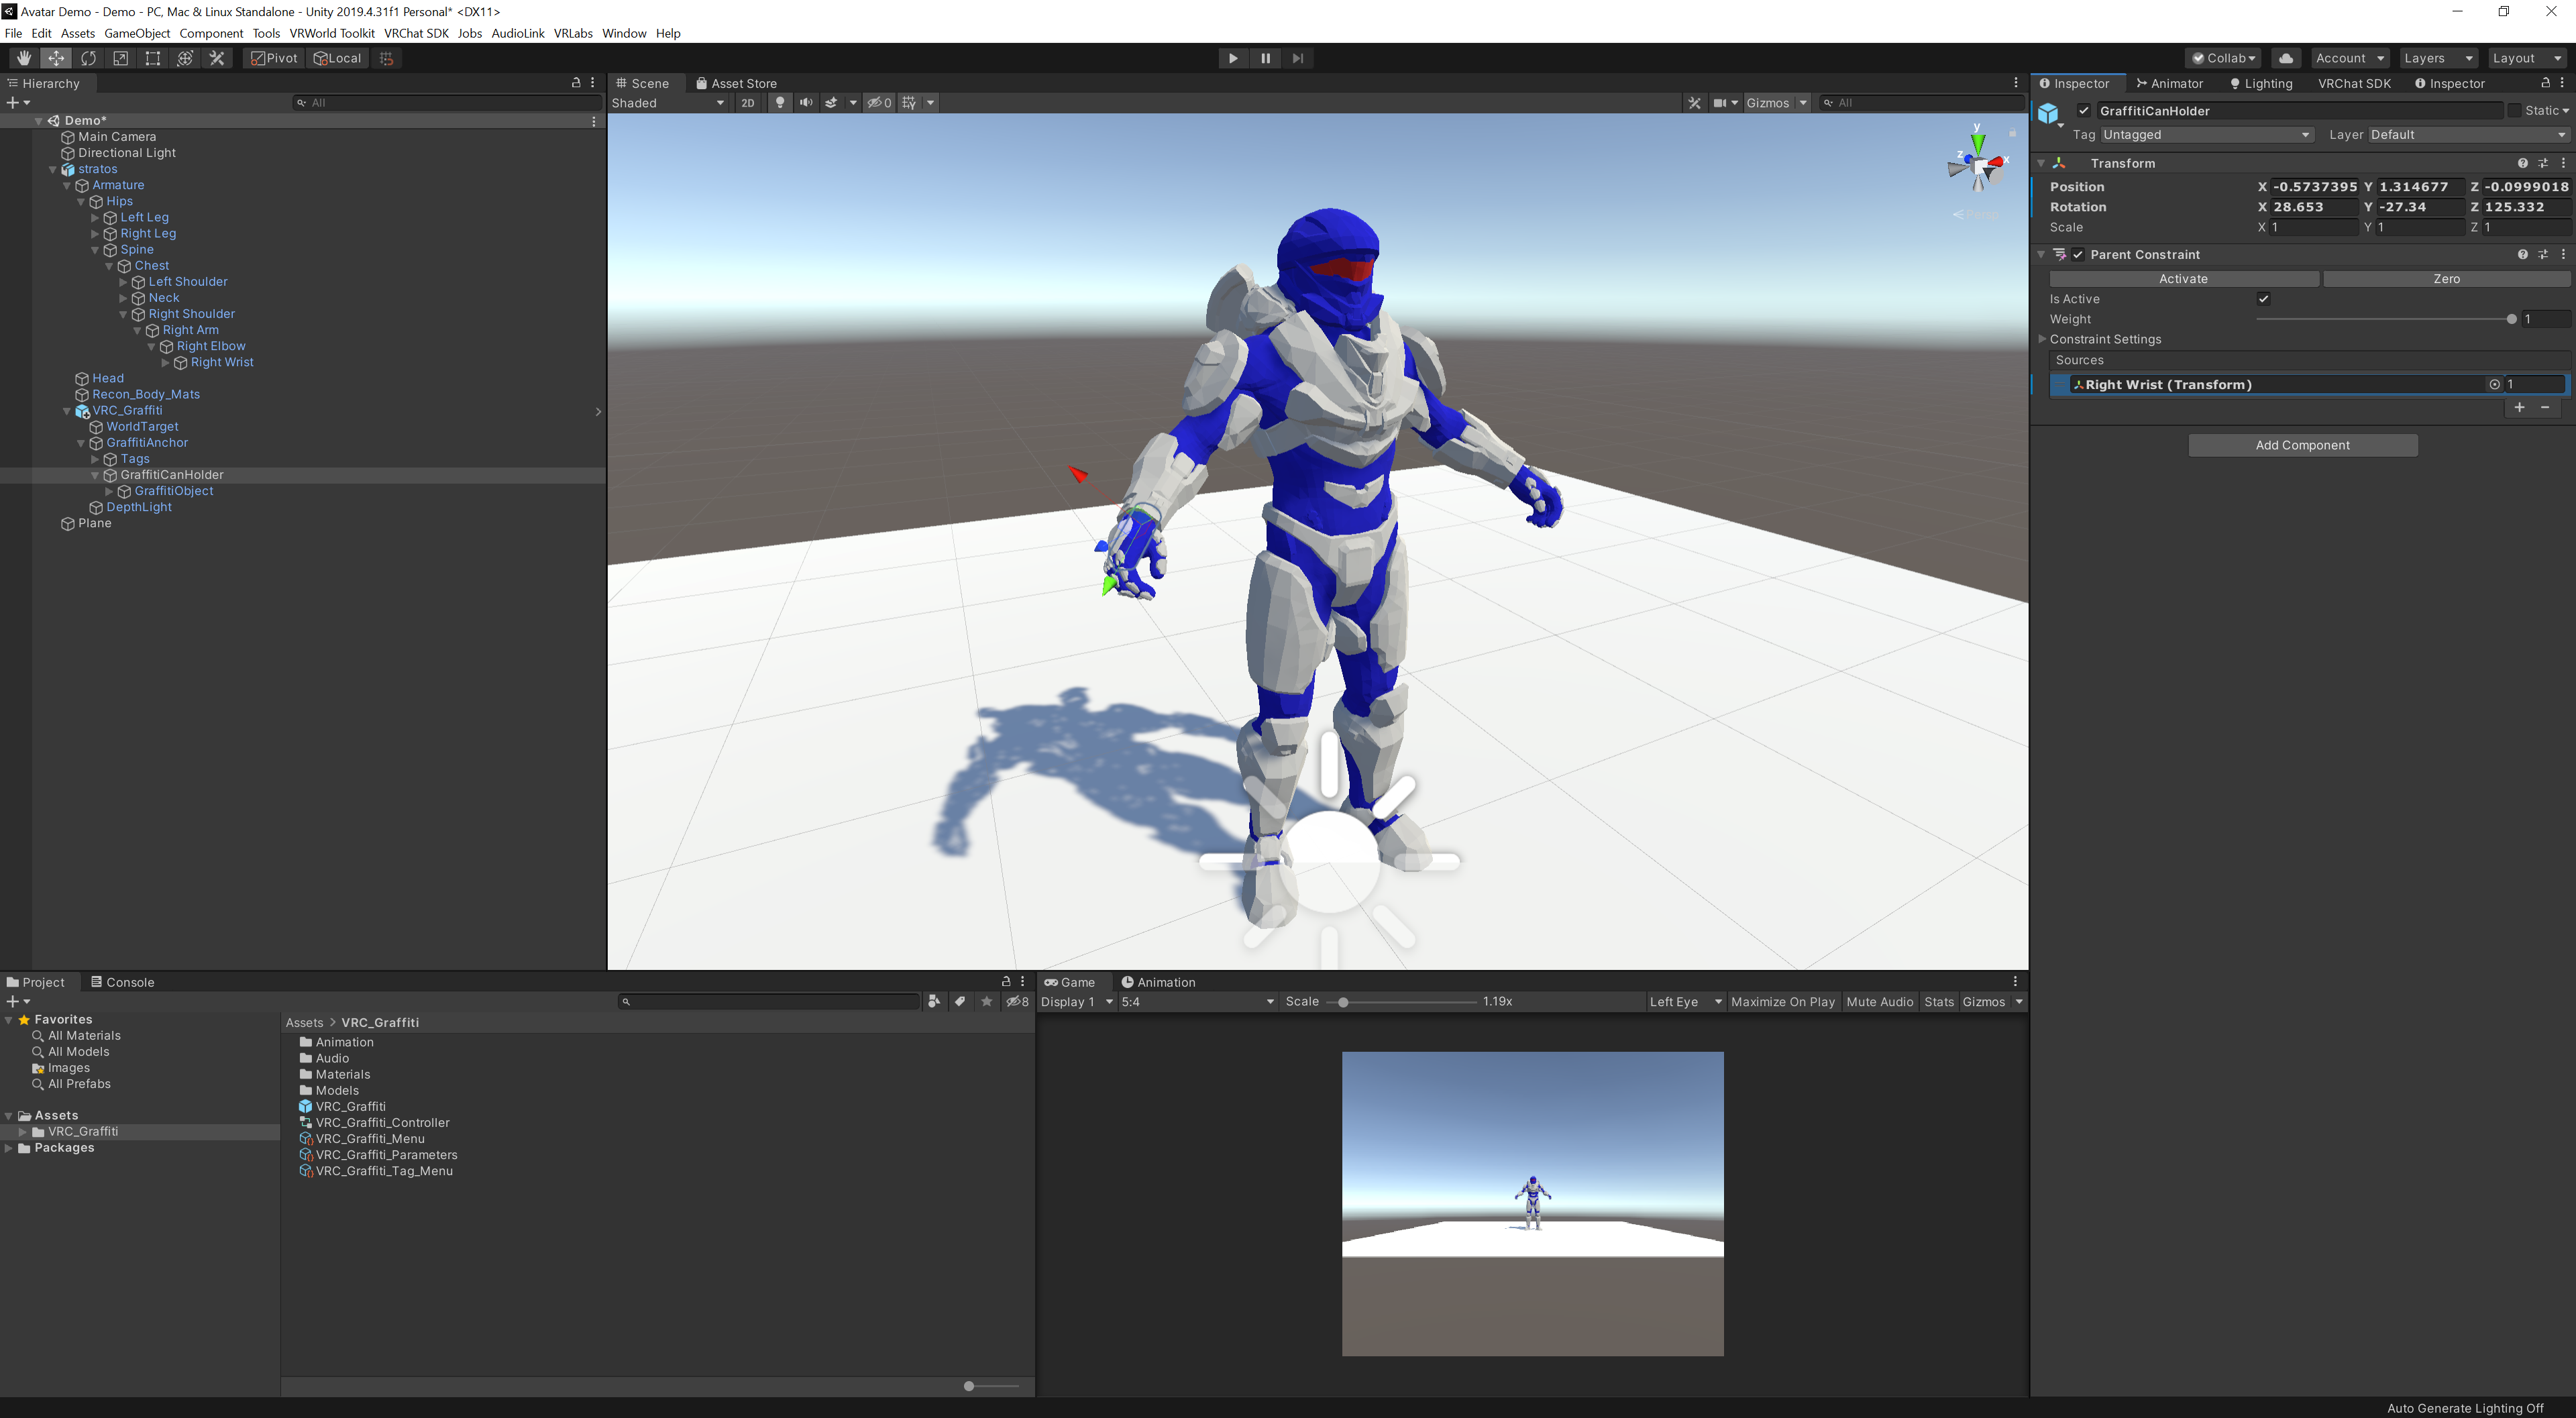 Avatar Demo - Demo - PC, Mac & Linux Standalone - Unity 2019.4.31f1 Personal* <DX11>
File Edit Assets GameObject Component Tools VRWorld Toolkit VRChat SDK Jobs AudioLink VRLabs Window Help
Pivot Local Collab Account Layers Layout
Hierarchy
All
Demo*
Main Camera
Directional Light
stratos
Armature
Hips
Left Leg
Right Leg
Spine
Chest
Left Shoulder
Neck
Right Shoulder
Right Arm
Right Elbow
Right Wrist
Head
Recon_Body_Mats
VRC_Graffiti
WorldTarget
GraffitiAnchor
Tags
GraffitiCanHolder
GraffitiObject
DepthLight
Plane
Scene Asset Store
Shaded 2D 0 Gizmos All
y
z x
Persp
Inspector Animator Lighting VRChat SDK Inspector
GraffitiCanHolder Static
Tag Untagged Layer Default
Transform
Position X -0.5737395 Y 1.314677 Z -0.0999018
Rotation X 28.653 Y -27.34 Z 125.332
Scale X 1 Y 1 Z 1
Parent Constraint
Activate Zero
Is Active
Weight 1
Constraint Settings
Sources
Right Wrist (Transform) 1
Add Component
Project Console
8
Favorites
All Materials
All Models
Images
All Prefabs
Assets
VRC_Graffiti
Packages
Assets > VRC_Graffiti
Animation
Audio
Materials
Models
VRC_Graffiti
VRC_Graffiti_Controller
VRC_Graffiti_Menu
VRC_Graffiti_Parameters
VRC_Graffiti_Tag_Menu
Game Animation
Display 1 5:4 Scale 1.19x Left Eye Maximize On Play Mute Audio Stats Gizmos
Auto Generate Lighting Off